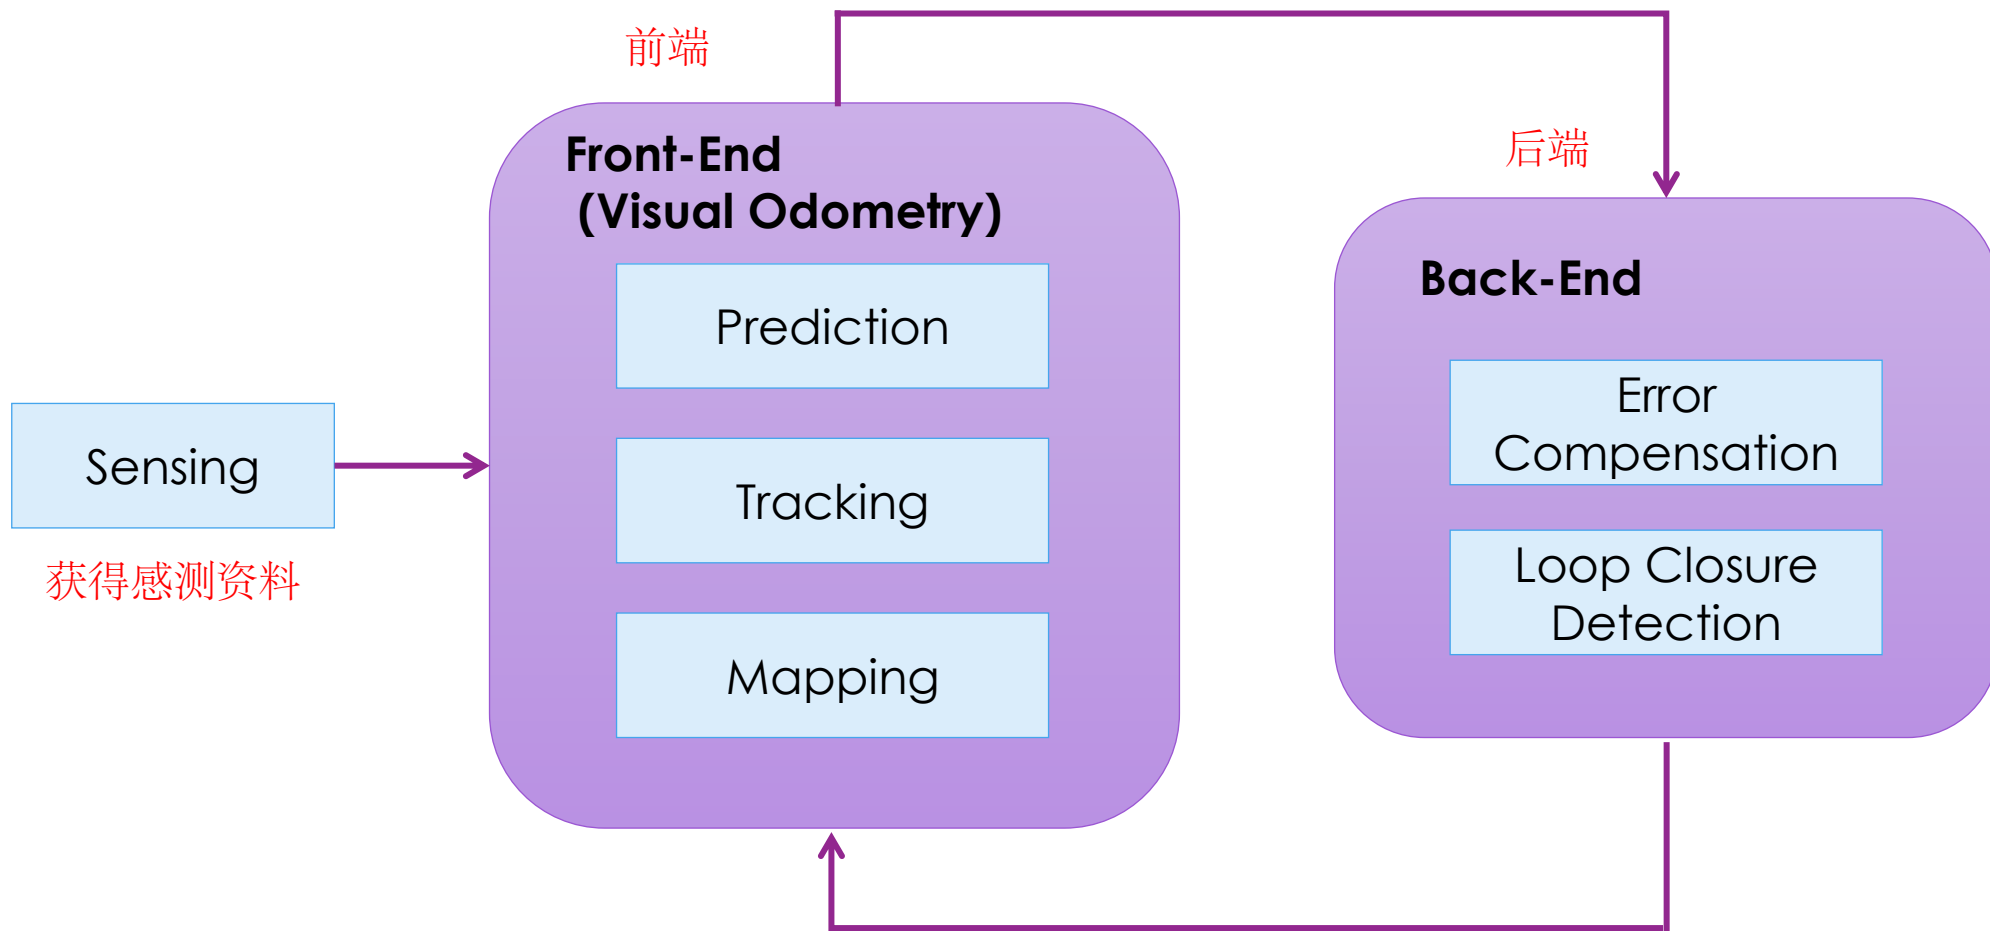 前端
Front-End
(Visual Odometry)
Prediction
Tracking
Mapping
Sensing
获得感测资料
后端
Back-End
Error
Compensation
Loop Closure
Detection